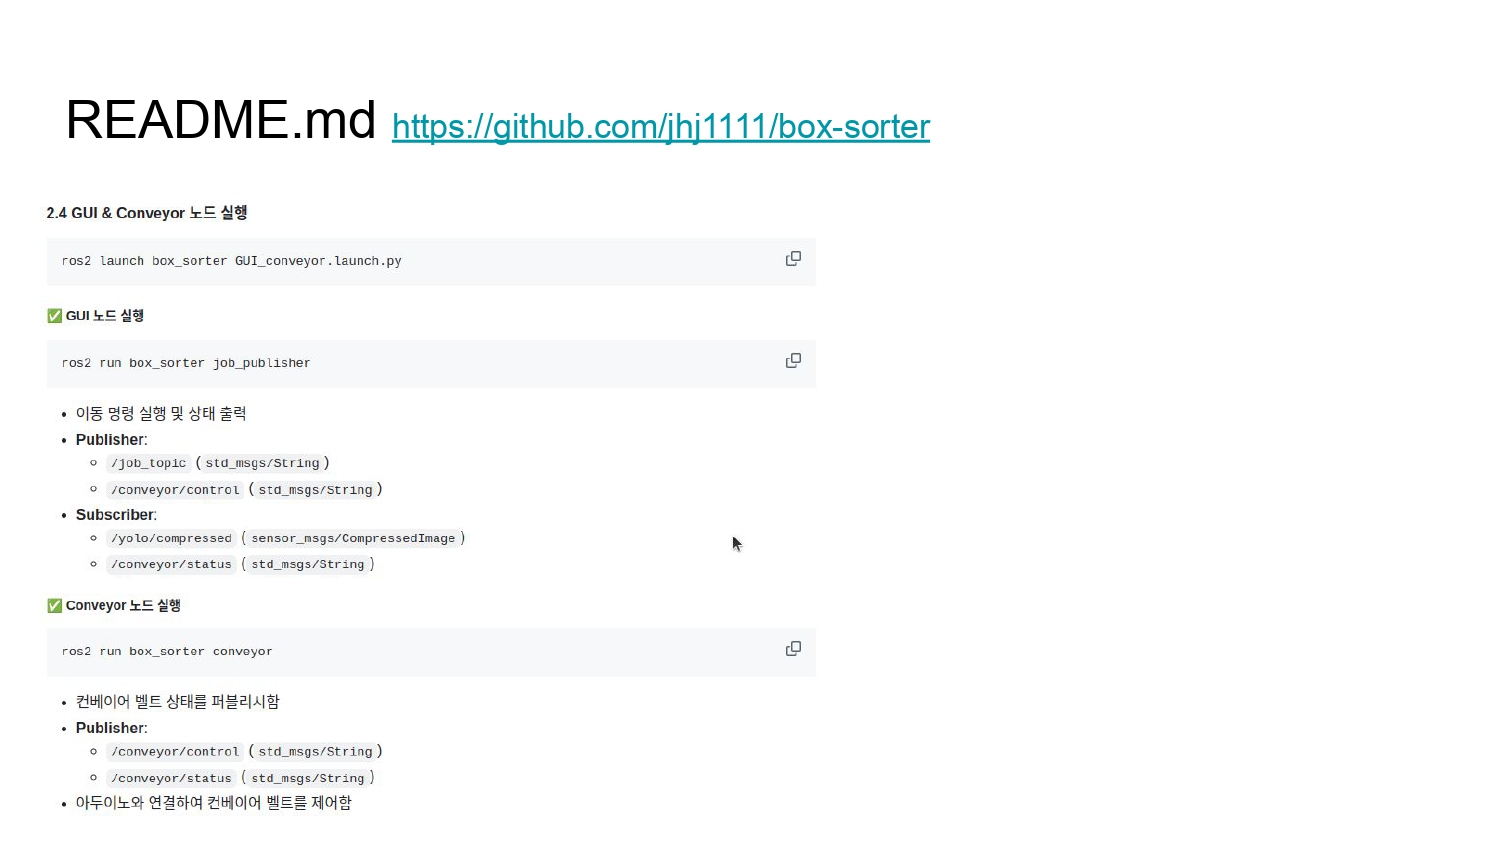 README.md https://github.com/jhj1111/box-sorter
2.4 GUI & Conveyor 노드 실행
ros2 launch box_sorter GUI_conveyor.launch.py
✅ GUI 노드 실행
ros2 run box_sorter job_publisher
• 이동 명령 실행 및 상태 출력
• Publisher:
◦ /job_topic (std_msgs/String)
◦ /conveyor/control (std_msgs/String)
• Subscriber:
◦ /yolo/compressed (sensor_msgs/CompressedImage)
◦ /conveyor/status (std_msgs/String)
✅ Conveyor 노드 실행
ros2 run box_sorter conveyor
• 컨베이어 벨트 상태를 퍼블리시함
• Publisher:
◦ /conveyor/control (std_msgs/String)
◦ /conveyor/status (std_msgs/String)
• 아두이노와 연결하여 컨베이어 벨트를 제어함